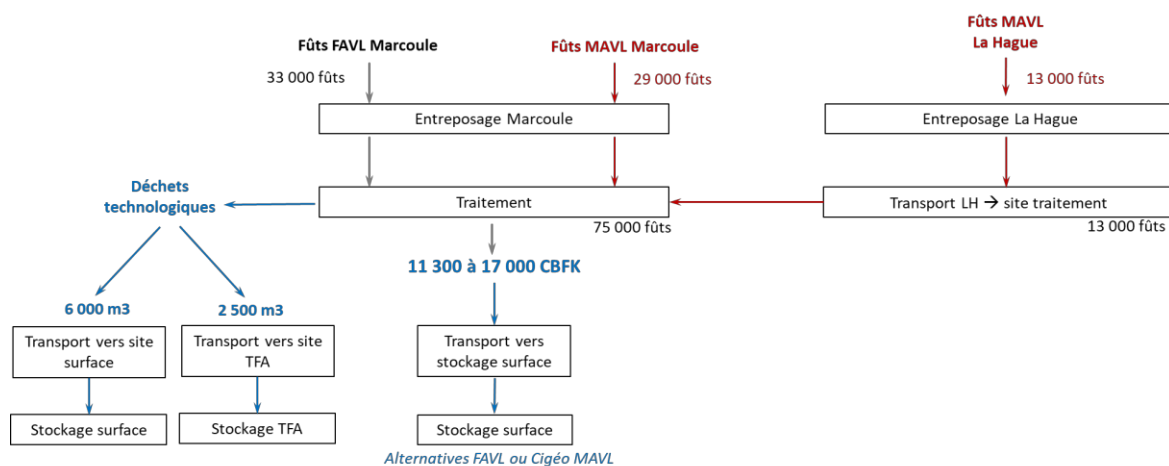 Fûts FAVL Marcoule
33 000 fûts
Fûts MAVL Marcoule
29 000 fûts
Fûts MAVL
La Hague
13 000 fûts
Entreposage Marcoule
Entreposage La Hague
Déchets
technologiques
Traitement
75 000 fûts
Transport LH → site traitement
13 000 fûts
11 300 à 17 000 CBFK
6 000 m3
2 500 m3
Transport vers site
surface
Transport vers site
TFA
Transport vers
stockage surface
Stockage surface
Stockage TFA
Stockage surface
Alternatives FAVL ou Cigéo MAVL